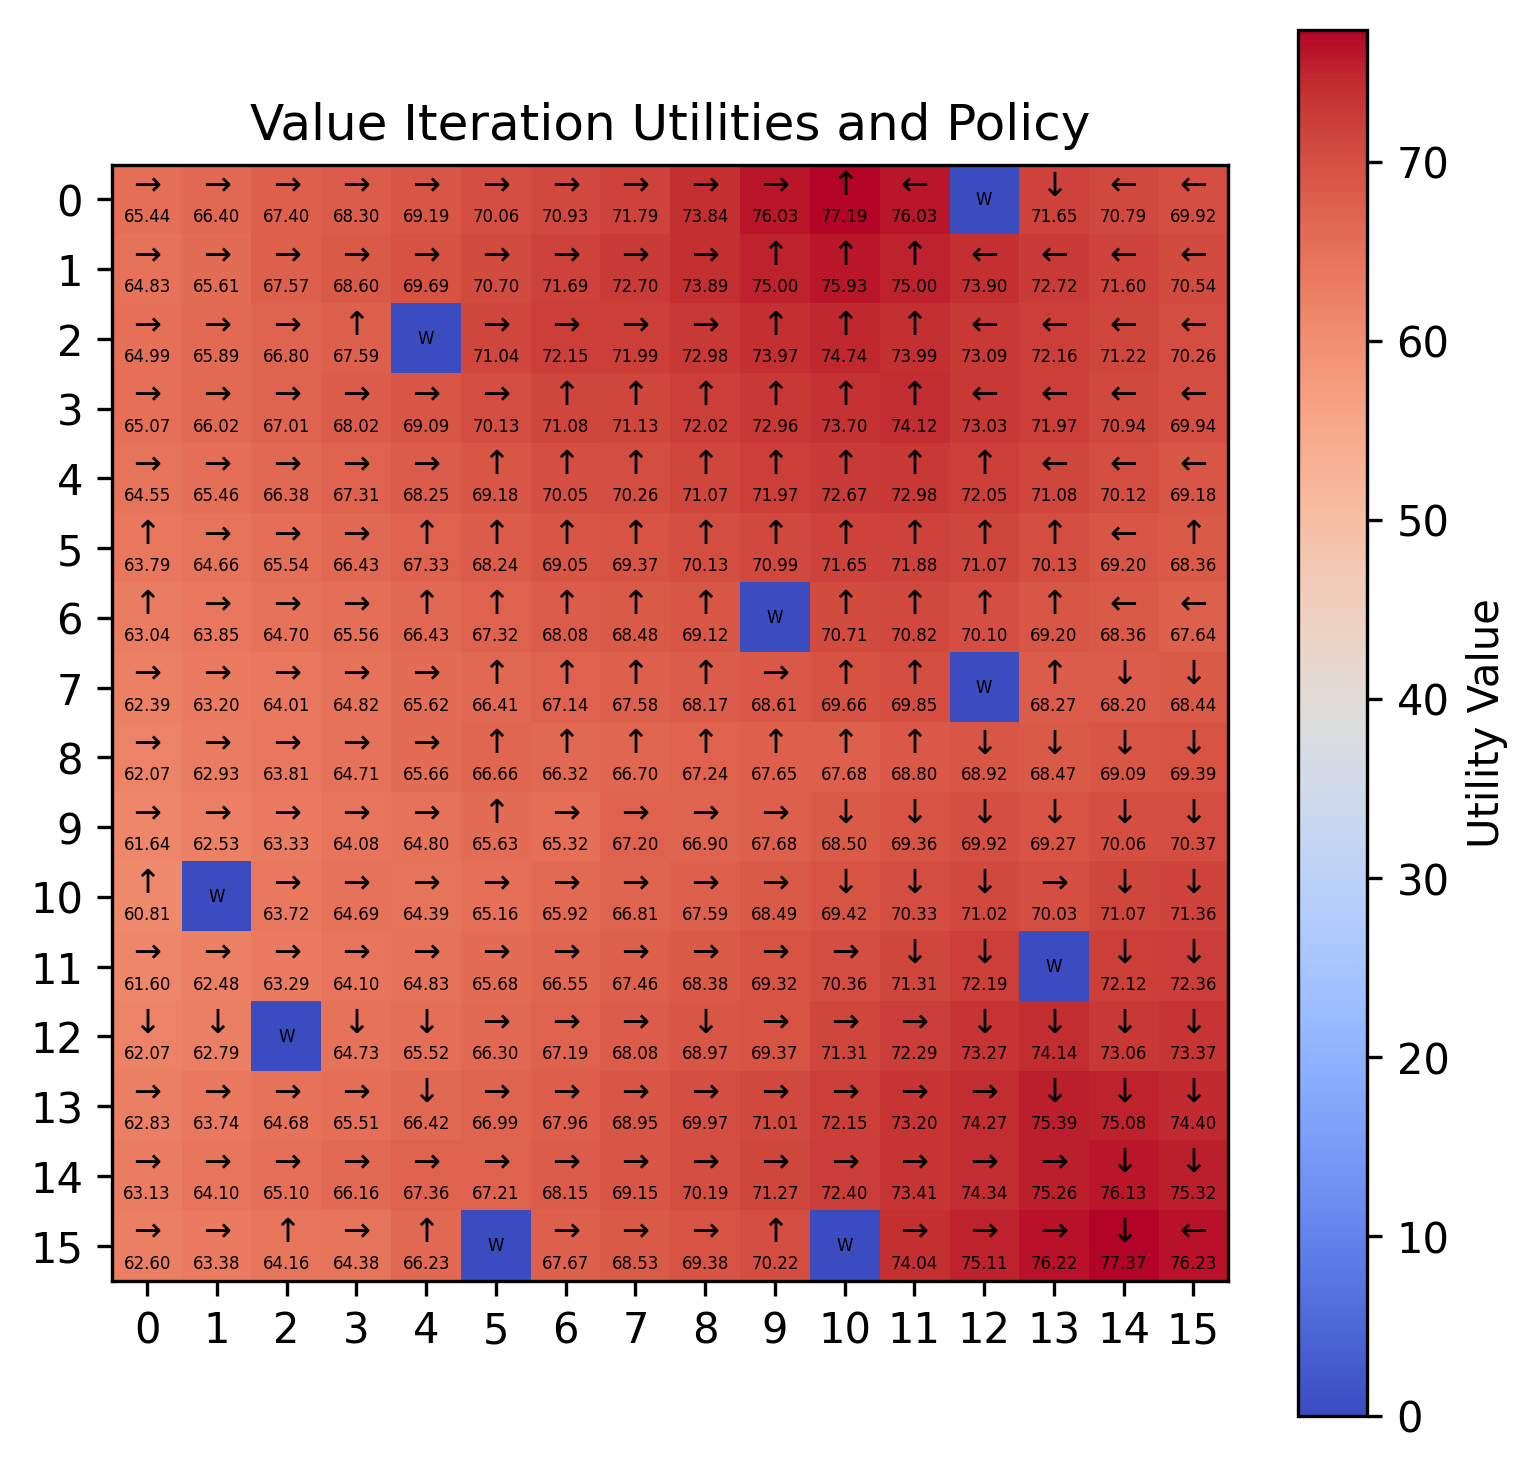 Value Iteration Utilities and Policy
→ → → → → → → → → → ↑ ← W ↓ ← ←
0 65.44 66.40 67.40 68.30 69.19 70.06 70.93 71.79 73.84 76.03 77.19 76.03 71.65 70.79 69.92
→ → → → → → → → → ↑ ↑ ↑ ← ← ← ←
1 64.83 65.61 67.57 68.60 69.69 70.70 71.69 72.70 73.89 75.00 75.93 75.00 73.90 72.72 71.60 70.54
→ → → ↑ W → → → → ↑ ↑ ↑ ← ← ← ←
2 64.99 65.89 66.80 67.59 71.04 72.15 71.99 72.98 73.97 74.74 73.99 73.09 72.16 71.22 70.26
→ → → → → → ↑ ↑ ↑ ↑ ↑ ↑ ← ← ← ←
3 65.07 66.02 67.01 68.02 69.09 70.13 71.08 71.13 72.02 72.96 73.70 74.12 73.03 71.97 70.94 69.94
→ → → → → ↑ ↑ ↑ ↑ ↑ ↑ ↑ ↑ ← ← ←
4 64.55 65.46 66.38 67.31 68.25 69.18 70.05 70.26 71.07 71.97 72.67 72.98 72.05 71.08 70.12 69.18
↑ → → → ↑ ↑ ↑ ↑ ↑ ↑ ↑ ↑ ↑ ↑ ← ↑
5 63.79 64.66 65.54 66.43 67.33 68.24 69.05 69.37 70.13 70.99 71.65 71.88 71.07 70.13 69.20 68.36
↑ → → → ↑ ↑ ↑ ↑ ↑ W ↑ ↑ ↑ ↑ ← ←
6 63.04 63.85 64.70 65.56 66.43 67.32 68.08 68.48 69.12 70.71 70.82 70.10 69.20 68.36 67.64
→ → → → → ↑ ↑ ↑ ↑ → ↑ ↑ W ↑ ↓ ↓
7 62.39 63.20 64.01 64.82 65.62 66.41 67.14 67.58 68.17 68.61 69.66 69.85 68.27 68.20 68.44
→ → → → → ↑ ↑ ↑ ↑ ↑ ↑ ↑ ↓ ↓ ↓ ↓
8 62.07 62.93 63.81 64.71 65.66 66.66 66.32 66.70 67.24 67.65 67.68 68.80 68.92 68.47 69.09 69.39
→ → → → → ↑ → → → → ↓ ↓ ↓ ↓ ↓ ↓
9 61.64 62.53 63.33 64.08 64.80 65.63 65.32 67.20 66.90 67.68 68.50 69.36 69.92 69.27 70.06 70.37
↑ W → → → → → → → → ↓ ↓ ↓ → ↓ ↓
10 60.81 63.72 64.69 64.39 65.16 65.92 66.81 67.59 68.49 69.42 70.33 71.02 70.03 71.07 71.36
→ → → → → → → → → → → ↓ ↓ W ↓ ↓
11 61.60 62.48 63.29 64.10 64.83 65.68 66.55 67.46 68.38 69.32 70.36 71.31 72.19 72.12 72.36
↓ ↓ W ↓ ↓ → → → ↓ → → → ↓ ↓ ↓ ↓
12 62.07 62.79 64.73 65.52 66.30 67.19 68.08 68.97 69.37 71.31 72.29 73.27 74.14 73.06 73.37
→ → → → ↓ → → → → → → → → ↓ ↓ ↓
13 62.83 63.74 64.68 65.51 66.42 66.99 67.96 68.95 69.97 71.01 72.15 73.20 74.27 75.39 75.08 74.40
→ → → → → → → → → → → → → → ↓ ↓
14 63.13 64.10 65.10 66.16 67.36 67.21 68.15 69.15 70.19 71.27 72.40 73.41 74.34 75.26 76.13 75.32
→ → ↑ → ↑ W → → → ↑ W → → → ↓ ←
15 62.60 63.38 64.16 64.38 66.23 67.67 68.53 69.38 70.22 74.04 75.11 76.22 77.37 76.23
0 1 2 3 4 5 6 7 8 9 10 11 12 13 14 15
70
60
50
40
30
20
10
0
Utility Value